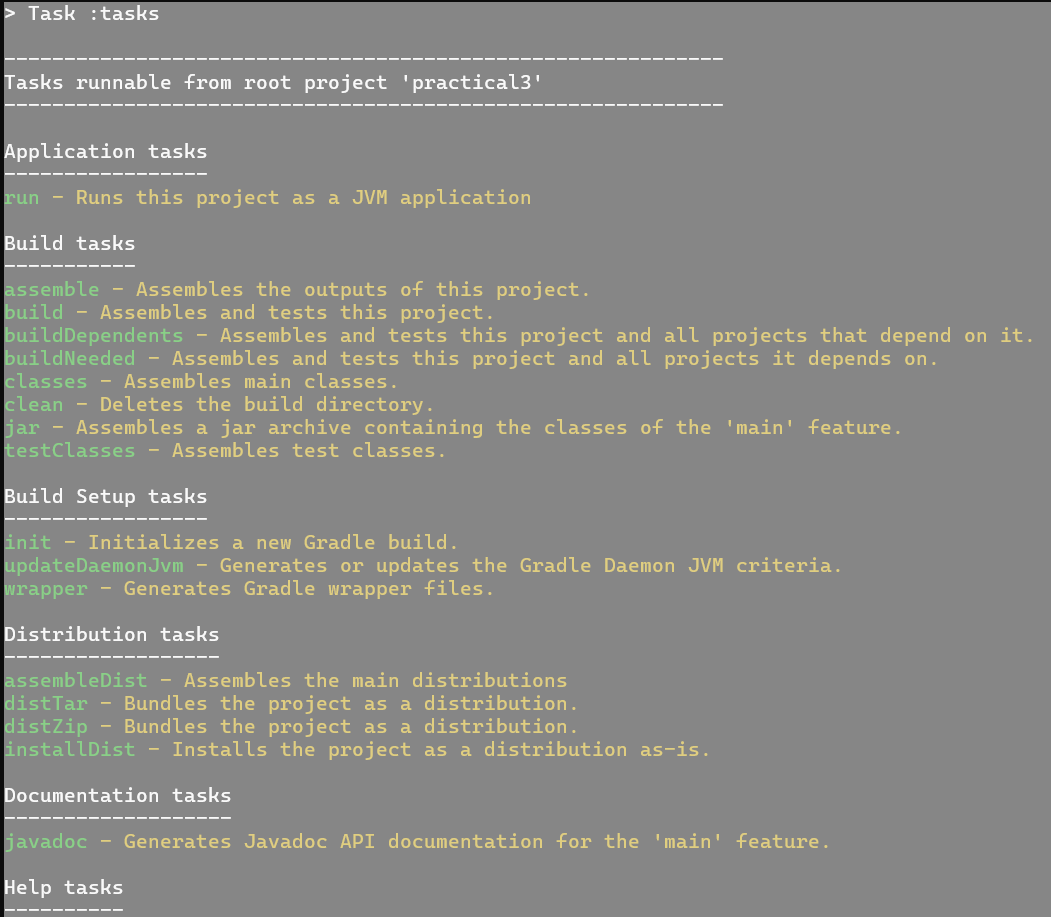 > Task :tasks
------------------------------------------------------------
Tasks runnable from root project 'practical3'
------------------------------------------------------------
Application tasks
-----------------
run - Runs this project as a JVM application
Build tasks
-----------
assemble - Assembles the outputs of this project.
build - Assembles and tests this project.
buildDependents - Assembles and tests this project and all projects that depend on it.
buildNeeded - Assembles and tests this project and all projects it depends on.
classes - Assembles main classes.
clean - Deletes the build directory.
jar - Assembles a jar archive containing the classes of the 'main' feature.
testClasses - Assembles test classes.
Build Setup tasks
-----------------
init - Initializes a new Gradle build.
updateDaemonJvm - Generates or updates the Gradle Daemon JVM criteria.
wrapper - Generates Gradle wrapper files.
Distribution tasks
------------------
assembleDist - Assembles the main distributions
distTar - Bundles the project as a distribution.
distZip - Bundles the project as a distribution.
installDist - Installs the project as a distribution as-is.
Documentation tasks
-------------------
javadoc - Generates Javadoc API documentation for the 'main' feature.
Help tasks
----------